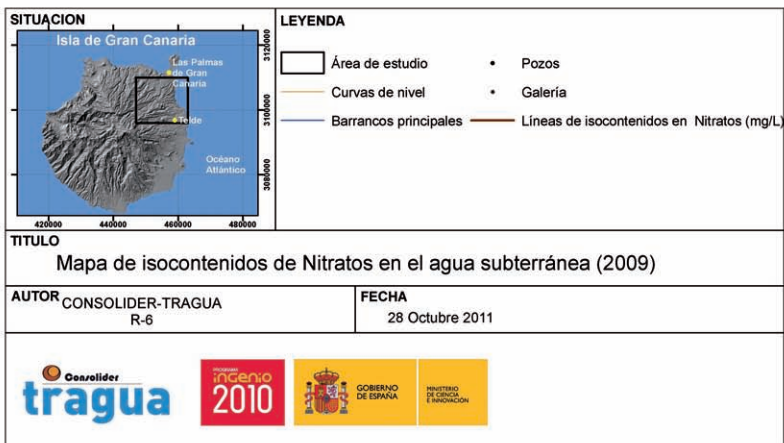 SITUACION
Isla de Gran Canaria
Las Palmas
de Gran
Canaria
Telde
Océano
Atlántico
3120000
3100000
3080000
420000
440000
460000
480000
LEYENDA
Área de estudio
Pozos
Curvas de nivel
Galería
Barrancos principales
Líneas de isocontenidos en Nitratos (mg/L)
TITULO
Mapa de isocontenidos de Nitratos en el agua subterránea (2009)
AUTOR CONSOLIDER-TRAGUA
R-6
FECHA
28 Octubre 2011
Consolider
tragua
PROGRAMA
ingenio
2010
GOBIERNO
DE ESPAÑA
MINISTERIO
DE CIENCIA
E INNOVACIÓN